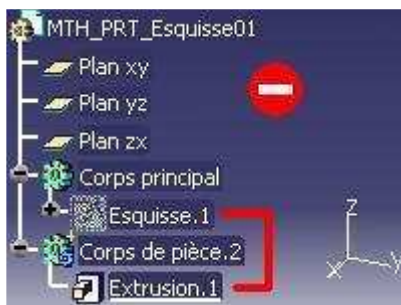 MTH_PRT_Esquisse01
Plan xy
Plan yz
Plan zx
Corps principal
Esquisse.1
Corps de pièce.2
Extrusion.1
Z
X
Y